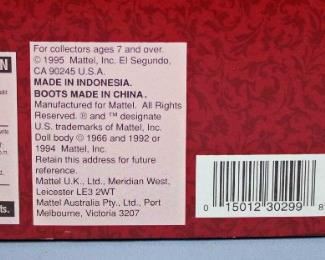 For collectors ages 7 and over.
© 1995 Mattel, Inc. El Segundo,
CA 90245 U.S.A.
MADE IN INDONESIA.
BOOTS MADE IN CHINA.
Manufactured for Mattel. All Rights
Reserved. ® and ™ designate
U.S. trademarks of Mattel, Inc.
Doll body © 1966 and 1992 or
1994 Mattel, Inc.
Retain this address for future
reference.
Mattel U.K., Ltd., Meridian West,
Leicester LE3 2WT
Mattel Australia Pty., Ltd., Port
Melbourne, Victoria 3207
0 15012 30299 8